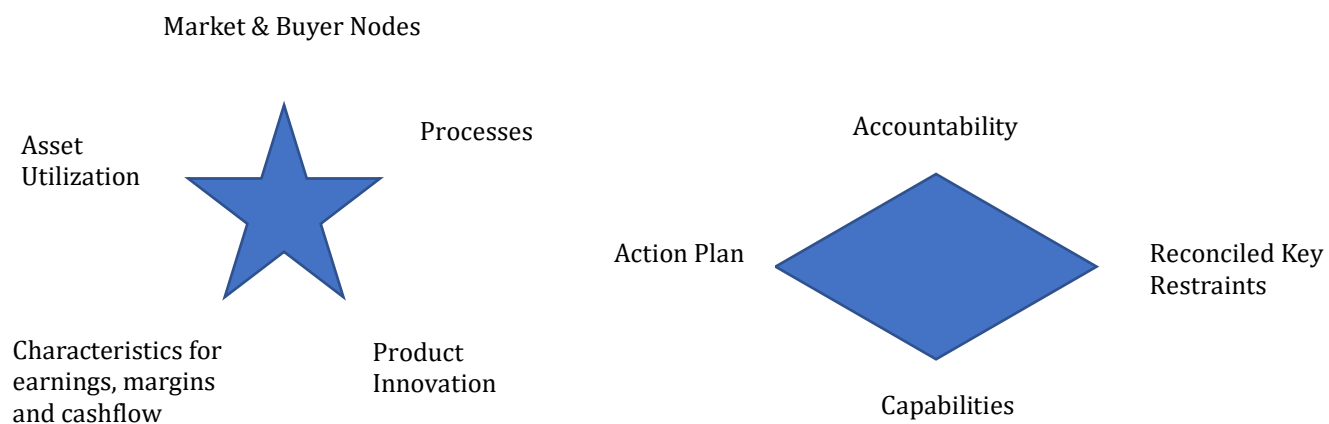 Market & Buyer Nodes
Asset
Utilization
Processes
Characteristics for
earnings, margins
and cashflow
Product
Innovation
Accountability
Action Plan
Reconciled Key
Restraints
Capabilities